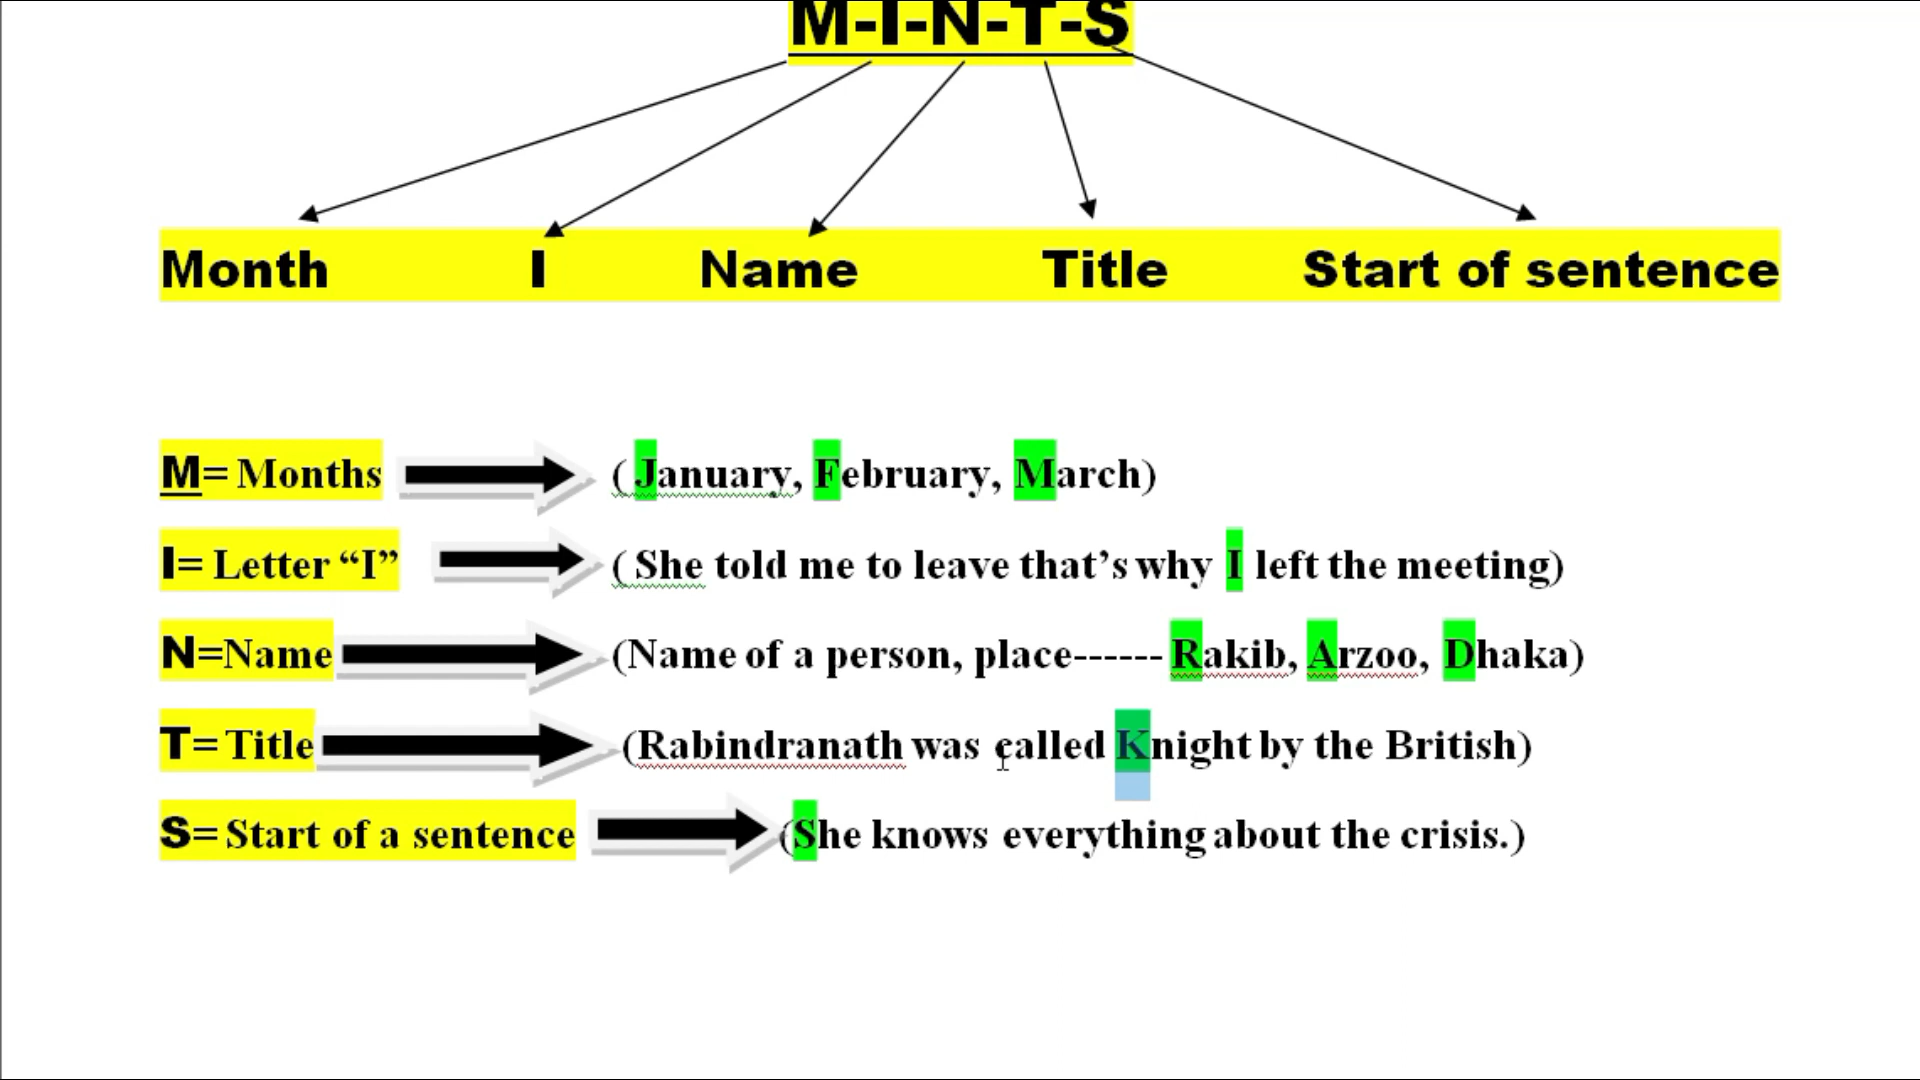 M-I-N-T-S
Month I Name Title Start of sentence
M= Months ( January, February, March)
I= Letter “I” ( She told me to leave that’s why I left the meeting)
N=Name (Name of a person, place------ Rakib, Arzoo, Dhaka)
T= Title (Rabindranath was called Knight by the British)
S= Start of a sentence (She knows everything about the crisis.)